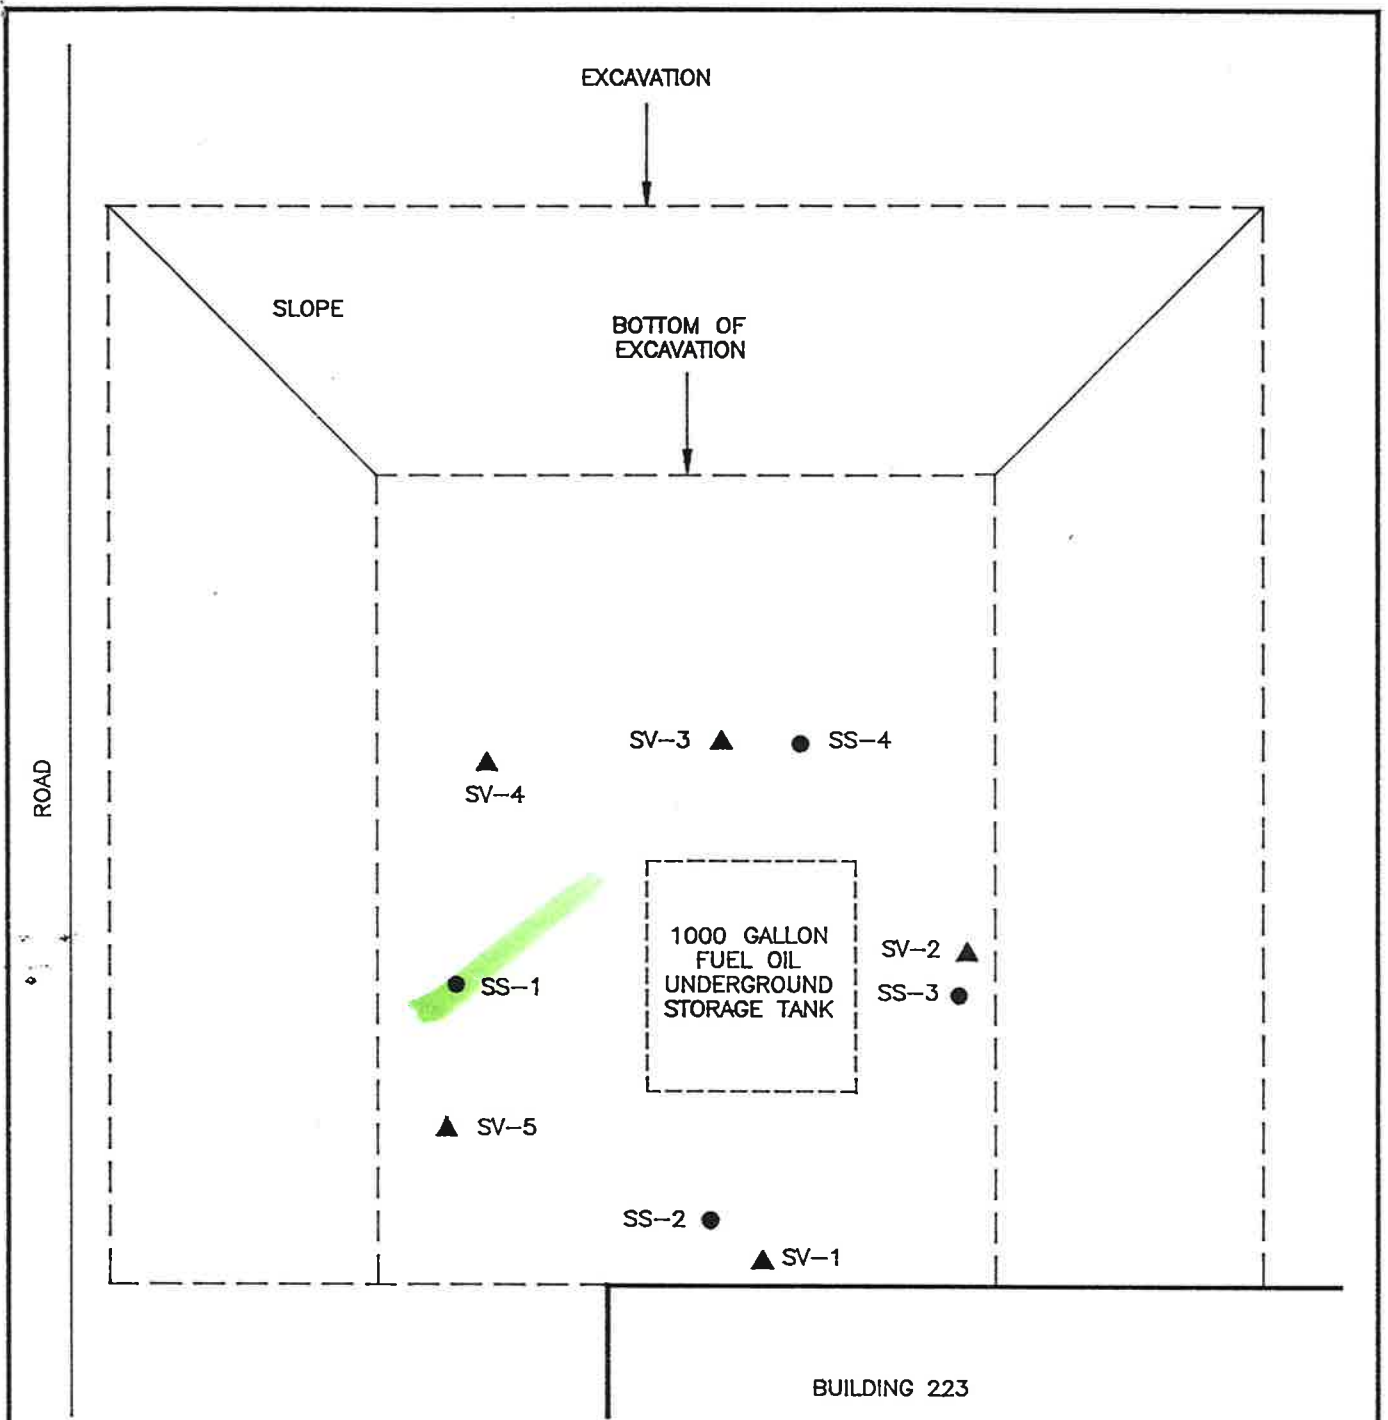 EXCAVATION
SLOPE
BOTTOM OF
EXCAVATION
SV-3
SS-4
SV-4
ROAD
1000 GALLON
FUEL OIL
UNDERGROUND
STORAGE TANK
SV-2
SS-3
SS-1
SV-5
SS-2
SV-1
BUILDING 223